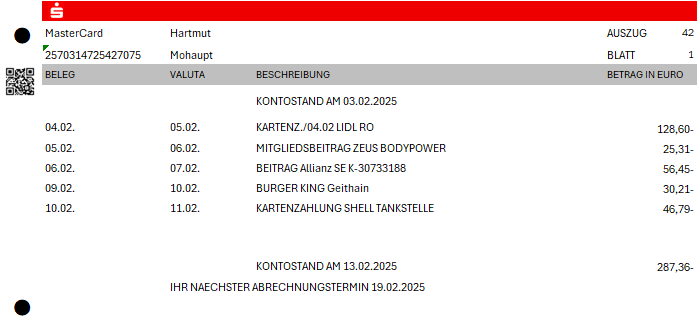 MasterCard Hartmut AUSZUG 42
2570314725427075 Mohaupt BLATT 1
BELEG VALUTA BESCHREIBUNG BETRAG IN EURO
KONTOSTAND AM 03.02.2025
04.02. 05.02. KARTENZ./04.02 LIDL RO 128,60-
05.02. 06.02. MITGLIEDSBEITRAG ZEUS BODYPOWER 25,31-
06.02. 07.02. BEITRAG Allianz SE K-30733188 56,45-
09.02. 10.02. BURGER KING Geithain 30,21-
10.02. 11.02. KARTENZAHLUNG SHELL TANKSTELLE 46,79-
KONTOSTAND AM 13.02.2025 287,36-
IHR NAECHSTER ABRECHNUNGSTERMIN 19.02.2025